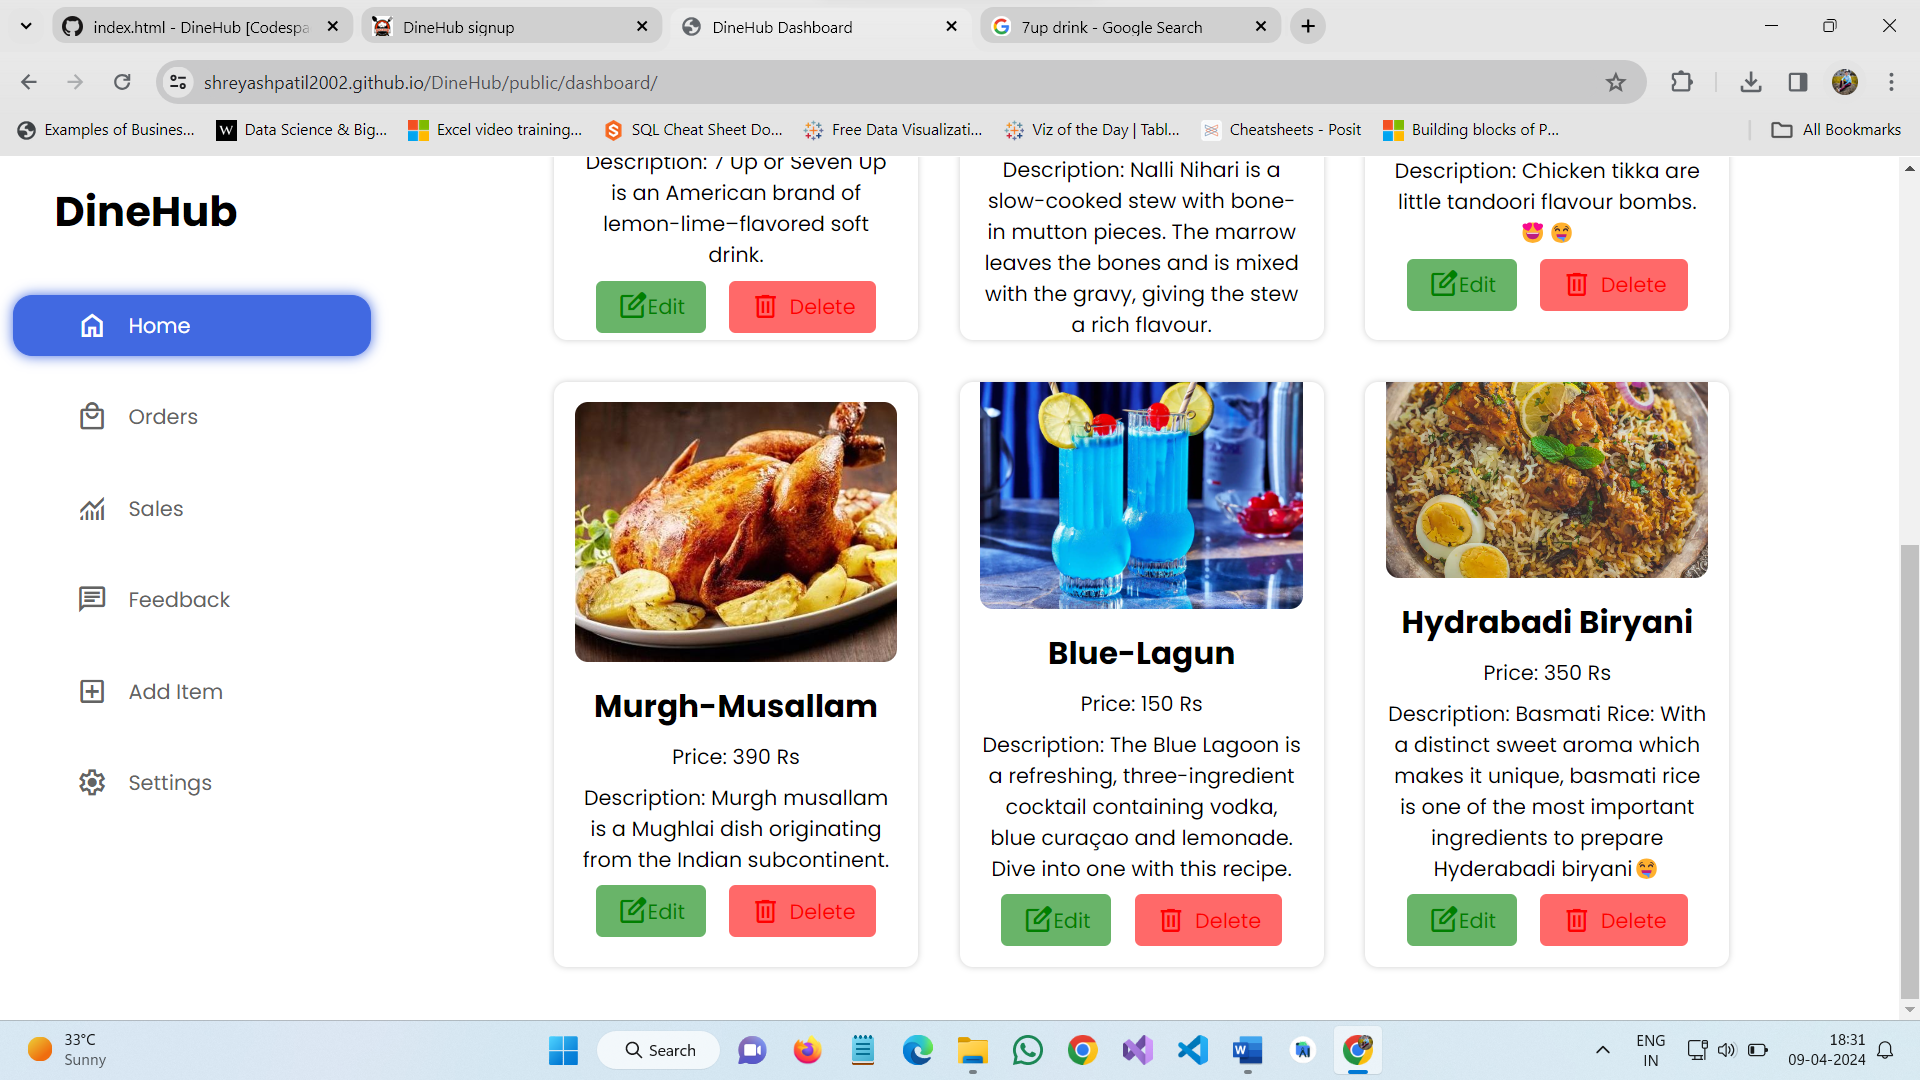 index.html - DineHub [Codespa
DineHub signup
DineHub Dashboard
7up drink - Google Search
shreyashpatil2002.github.io/DineHub/public/dashboard/
Examples of Busines...
W
Data Science & Big...
Excel video training...
SQL Cheat Sheet Do...
Free Data Visualizati...
Viz of the Day | Tabl...
Cheatsheets - Posit
Building blocks of P...
All Bookmarks
DineHub
Home
Orders
Sales
Feedback
Add Item
Settings
Description: 7 Up or Seven Up
is an American brand of
lemon-lime–flavored soft
drink.
Edit
Delete
Description: Nalli Nihari is a
slow-cooked stew with bone-
in mutton pieces. The marrow
leaves the bones and is mixed
with the gravy, giving the stew
a rich flavour.
Description: Chicken tikka are
little tandoori flavour bombs.
😍 😋
Edit
Delete
Murgh-Musallam
Price: 390 Rs
Description: Murgh musallam
is a Mughlai dish originating
from the Indian subcontinent.
Edit
Delete
Blue-Lagun
Price: 150 Rs
Description: The Blue Lagoon is
a refreshing, three-ingredient
cocktail containing vodka,
blue curaçao and lemonade.
Dive into one with this recipe.
Edit
Delete
Hydrabadi Biryani
Price: 350 Rs
Description: Basmati Rice: With
a distinct sweet aroma which
makes it unique, basmati rice
is one of the most important
ingredients to prepare
Hyderabadi biryani😋
Edit
Delete
33°C
Sunny
Search
W
ENG
IN
18:31
09-04-2024